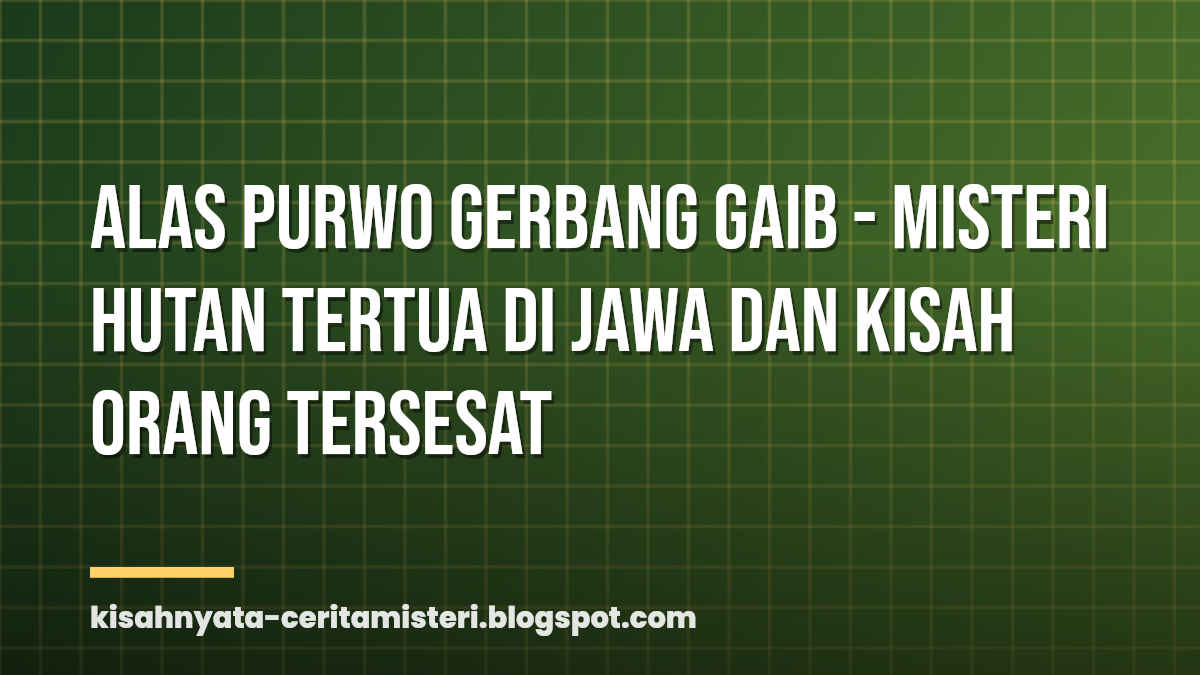 ALAS PURWO GERBANG GAIB - MISTERI
HUTAN TERTUA DI JAWA DAN KISAH
ORANG TERSESAT
kisahnyata-ceritamisteri.blogspot.com